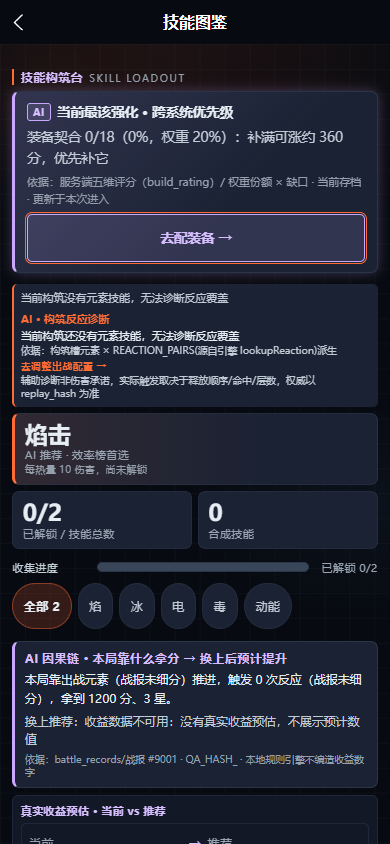 技能图鉴
技能构筑台 SKILL LOADOUT
AI 当前最该强化 · 跨系统优先级
装备契合 0/18（0%，权重 20%）：补满可涨约 360
分，优先补它
依据：服务端五维评分（build_rating）/ 权重份额 × 缺口 · 当前存档
· 更新于本次进入
去配装备 →
当前构筑没有元素技能，无法诊断反应覆盖
AI · 构筑反应诊断
当前构筑还没有元素技能，无法诊断反应覆盖
依据：构筑槽元素 × REACTION_PAIRS(源自引擎 lookupReaction)派生
去调整出战配置 →
辅助诊断非伤害承诺，实际触发取决于释放顺序/命中/层数，权威以
replay_hash 为准
焰击
AI 推荐 · 效率榜首选
每热量 10 伤害，尚未解锁
0/2
已解锁 / 技能总数
0
合成技能
收集进度
已解锁 0/2
全部 2
焰
冰
电
毒
动能
AI 因果链 · 本局靠什么拿分 → 换上后预计提升
本局靠出战元素（战报未细分）推进，触发 0 次反应（战报未细
分），拿到 1200 分、3 星。
换上推荐：收益数据不可用：没有真实收益预估，不展示预计数
值
依据：battle_records/战报 #9001 · QA_HASH_ · 本地规则引擎不编造收益数
字
真实收益预估 · 当前 vs 推荐
当前 → 推荐